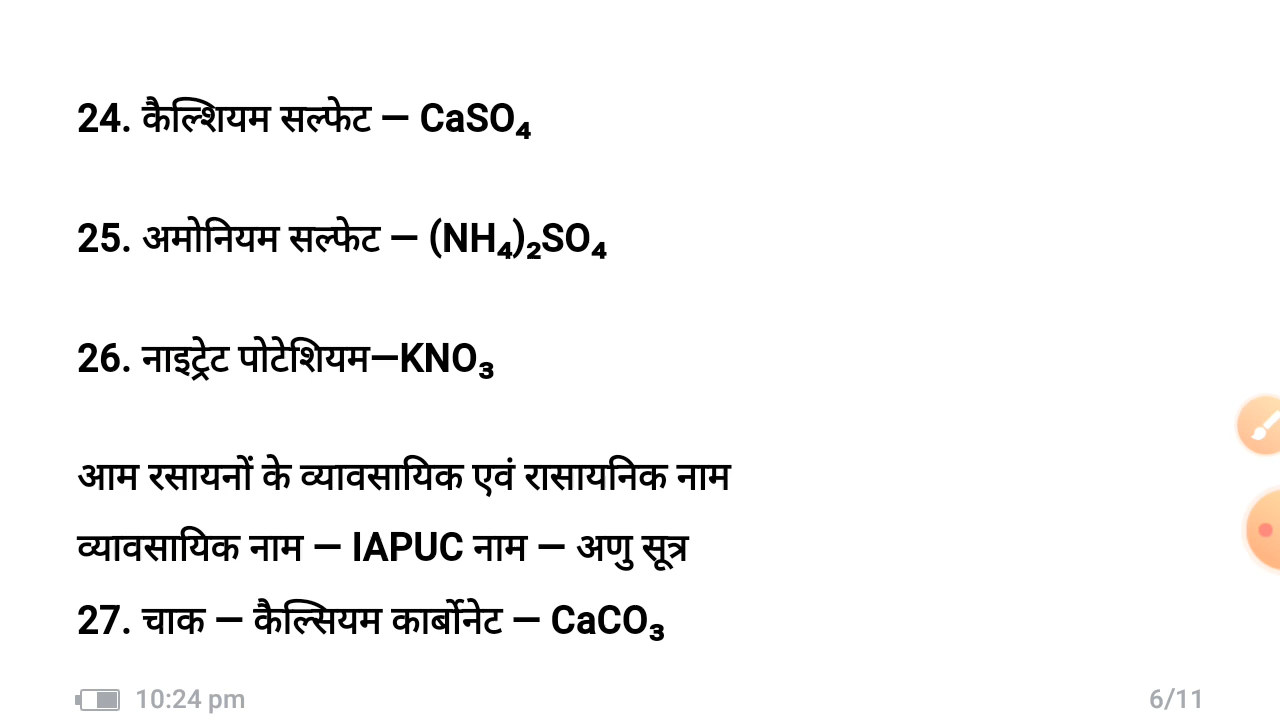 24. कैल्शियम सल्फेट — CaSO₄
25. अमोनियम सल्फेट — (NH₄)₂SO₄
26. नाइट्रेट पोटेशियम—KNO₃
आम रसायनों के व्यावसायिक एवं रासायनिक नाम
व्यावसायिक नाम — IAPUC नाम — अणु सूत्र
27. चाक — कैल्सियम कार्बोनेट — CaCO₃
10:24 pm 6/11